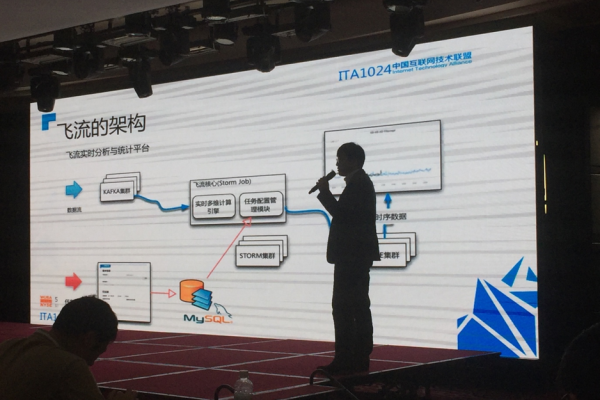 ITA1024 中国互联网技术联盟
Internet Technology Alliance
飞流的架构
飞流实时分析与统计平台
飞流核心(Storm Job)
KAFKA集群
实时多维计算引擎
任务配置管理模块
数据流
时序数据
STORM集群
E集群
MySQL
ITA1